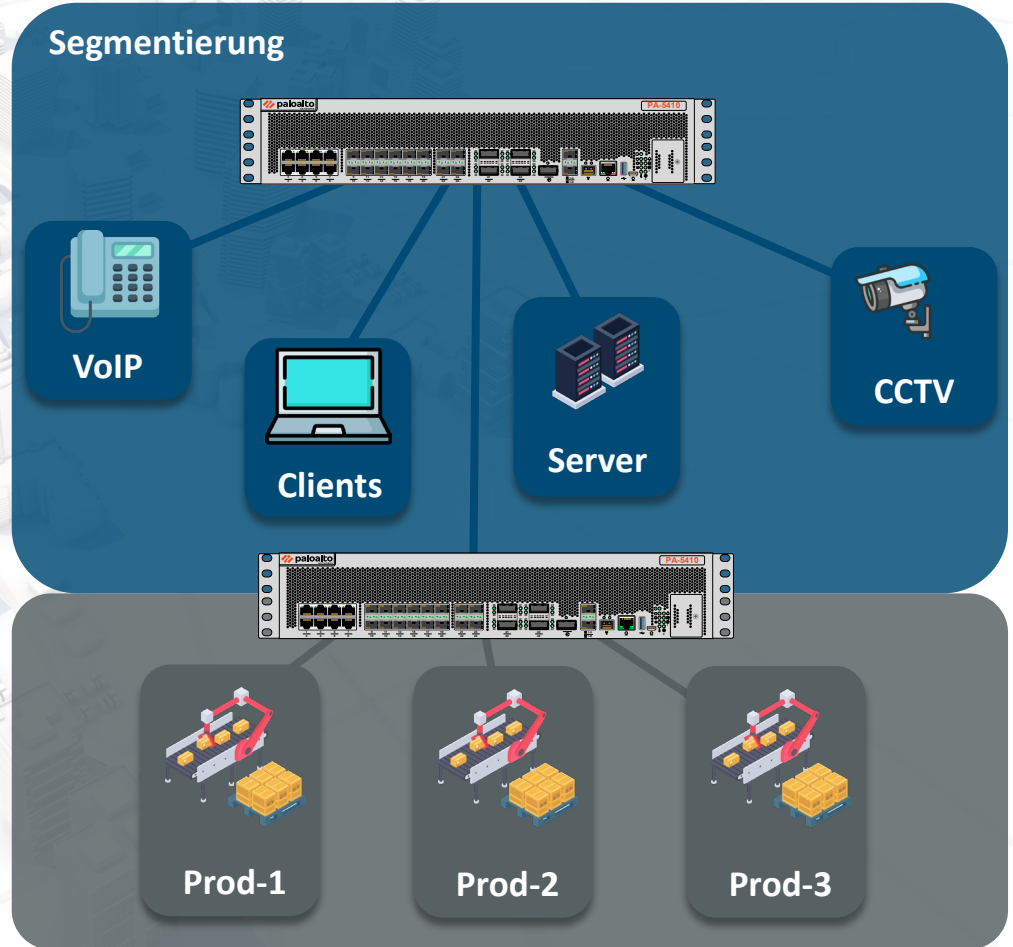 Segmentierung
paloalto
PA-5410
VoIP
Clients
Server
CCTV
paloalto
PA-5410
Prod-1
Prod-2
Prod-3